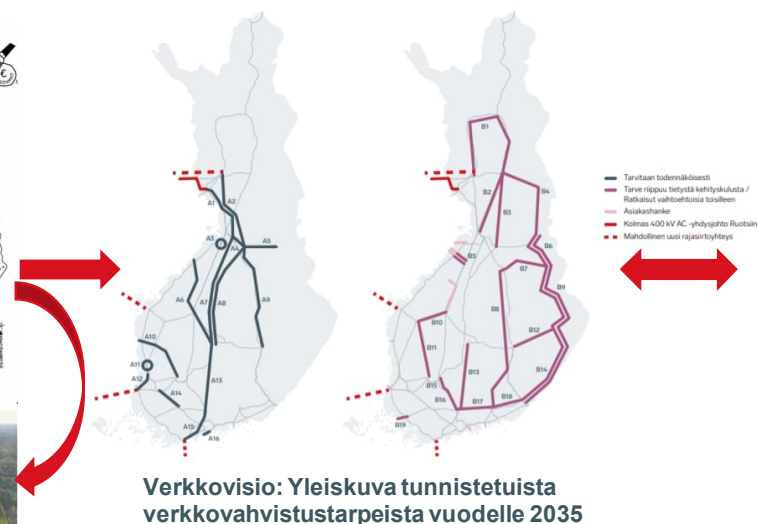 €
A1
A2
A3
A4
A5
A6
A7
A8
A9
A10
A11
A12
A13
A14
A15
A16
B1
B2
B3
B4
B5
B6
B7
B8
B9
B10
B11
B12
B13
B14
B15
B16
B17
B18
B19
Tarvitaan todennäköisesti
Tarve riippuu tietystä kehityskulusta /
Ratkaisut vaihtoehtoisia toisilleen
Asiakashanke
Kolmas 400 kV AC -yhdysjohto Ruotsiin
Mahdollinen uusi rajasiirtoyhteys
Verkkovisio: Yleiskuva tunnistetuista
verkkovahvistustarpeista vuodelle 2035